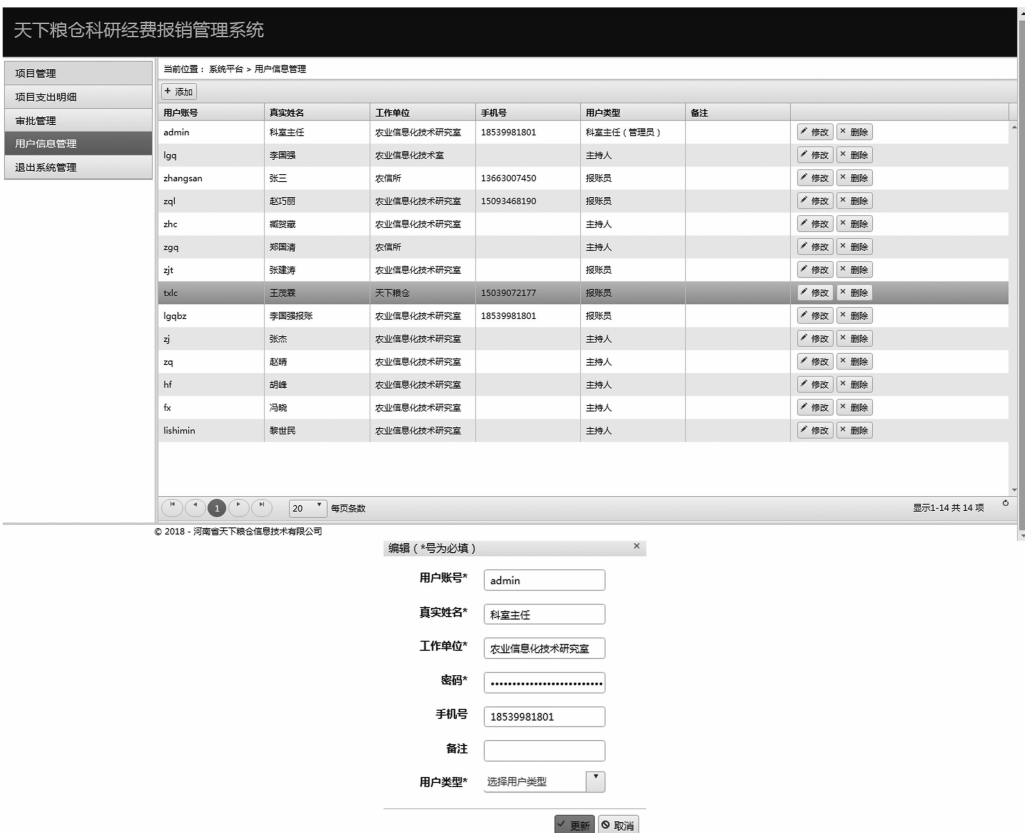 天下粮仓科研经费报销管理系统
项目管理
项目支出明细
审批管理
用户信息管理
退出系统管理
当前位置： 系统平台 > 用户信息管理
+ 添加
用户账号 真实姓名 工作单位 手机号 用户类型 备注
admin 科室主任 农业信息化技术研究室 18539981801 科室主任（管理员） 修改 × 删除
lgq 李国强 农业信息化技术室 主持人 修改 × 删除
zhangsan 张三 农信所 13663007450 报账员 修改 × 删除
zql 赵巧丽 农业信息化技术研究室 15093468190 报账员 修改 × 删除
zhc 臧贺藏 农业信息化技术研究室 主持人 修改 × 删除
zgq 郑国清 农信所 主持人 修改 × 删除
zjt 张建涛 农业信息化技术研究室 报账员 修改 × 删除
txlc 王茂霖 天下粮仓 15039072177 报账员 修改 × 删除
lgqbz 李国强报账 农业信息化技术研究室 18539981801 报账员 修改 × 删除
zj 张杰 农业信息化技术研究室 主持人 修改 × 删除
zq 赵晴 农业信息化技术研究室 主持人 修改 × 删除
hf 胡峰 农业信息化技术研究室 主持人 修改 × 删除
fx 冯晓 农业信息化技术研究室 主持人 修改 × 删除
lishimin 黎世民 农业信息化技术研究室 主持人 修改 × 删除
1 20 每页条数 显示1-14 共 14 项
© 2018 - 河南省天下粮仓信息技术有限公司
编辑（*号为必填） ×
用户账号* admin
真实姓名* 科室主任
工作单位* 农业信息化技术研究室
密码* ••••••••••••••••••••••••••
手机号 18539981801
备注
用户类型* 选择用户类型
更新 取消